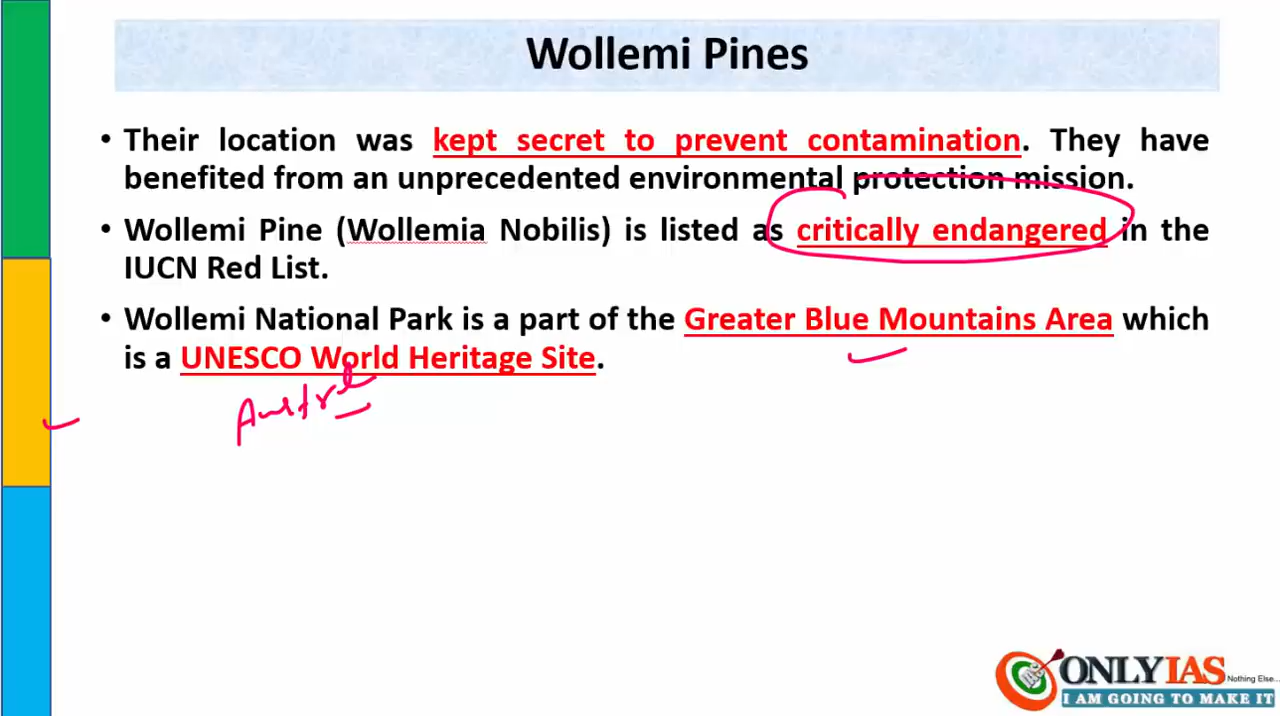 Wollemi Pines
• Their location was kept secret to prevent contamination. They have
benefited from an unprecedented environmental protection mission.
• Wollemi Pine (Wollemia Nobilis) is listed as critically endangered in the
IUCN Red List.
• Wollemi National Park is a part of the Greater Blue Mountains Area which
is a UNESCO World Heritage Site.
ONLYIAS
Nothing Else...
I AM GOING TO MAKE IT